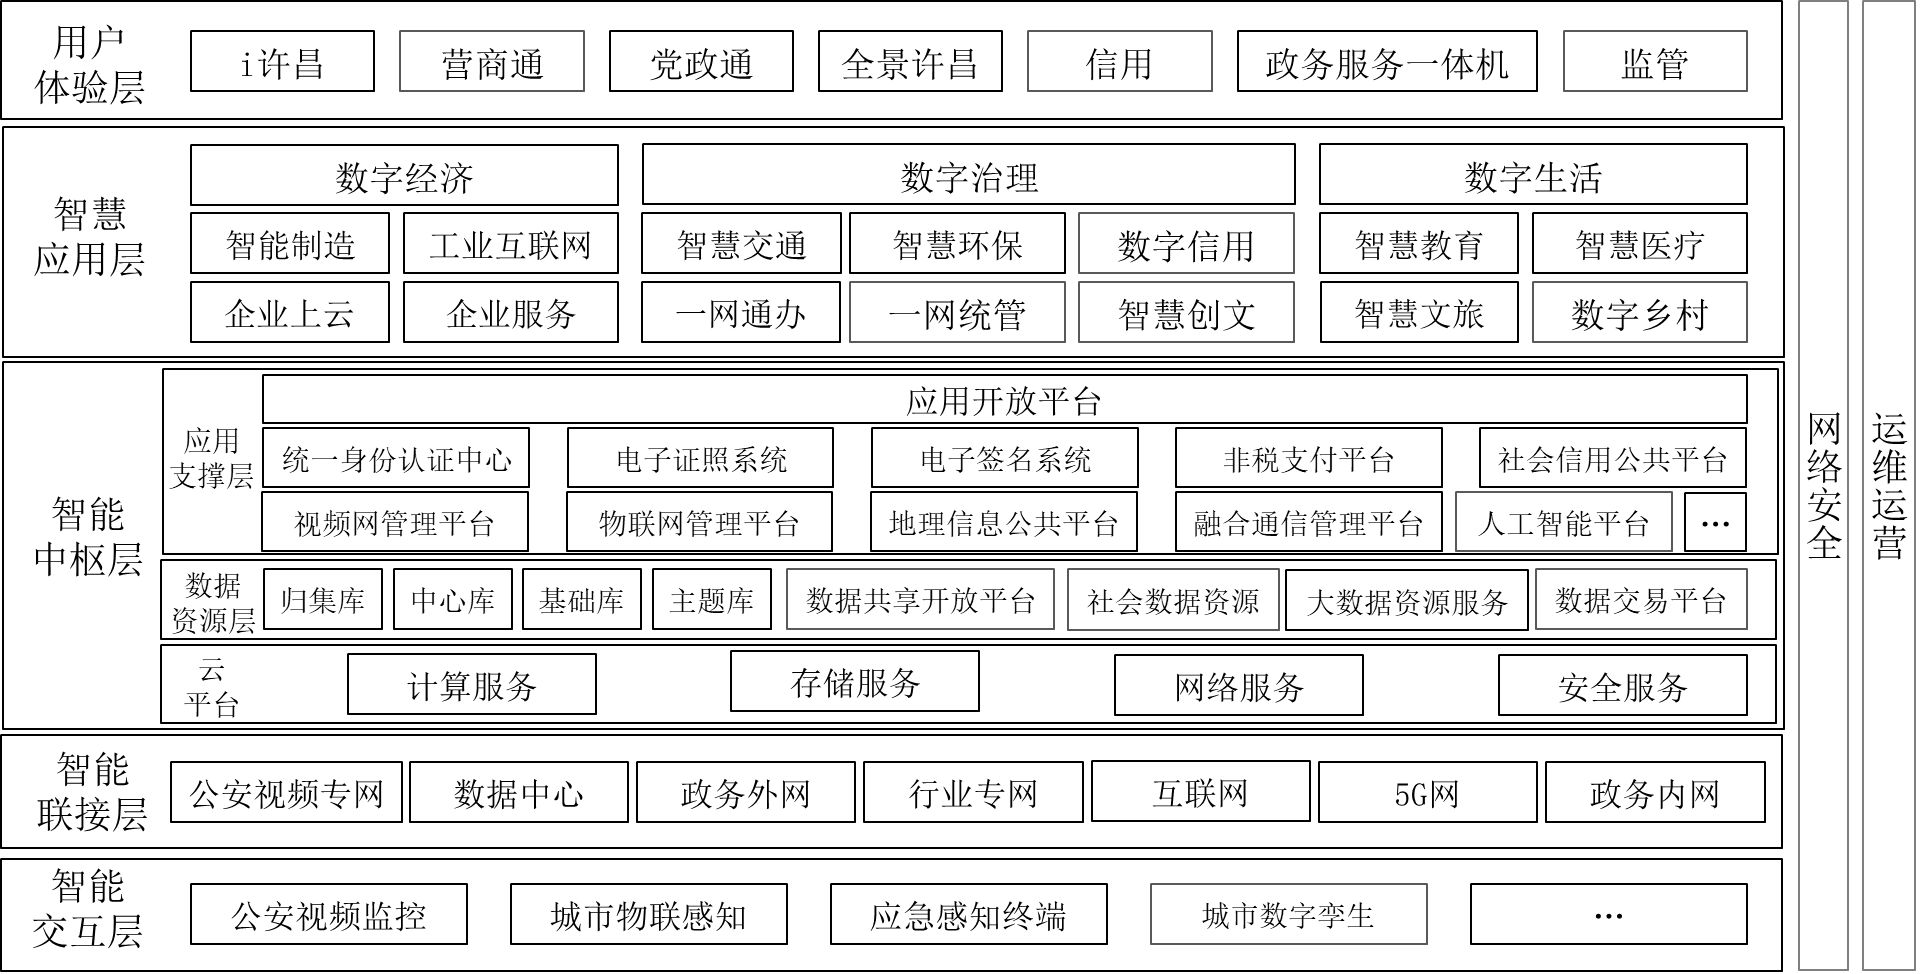 用户
体验层
i许昌
营商通
党政通
全景许昌
信用
政务服务一体机
监管
智慧
应用层
数字经济
数字治理
数字生活
智能制造
工业互联网
智慧交通
智慧环保
数字信用
智慧教育
智慧医疗
企业上云
企业服务
一网通办
一网统管
智慧创文
智慧文旅
数字乡村
智能
中枢层
应用
支撑层
应用开放平台
统一身份认证中心
电子证照系统
电子签名系统
非税支付平台
社会信用公共平台
视频网管理平台
物联网管理平台
地理信息公共平台
融合通信管理平台
人工智能平台
…
数据
资源层
归集库
中心库
基础库
主题库
数据共享开放平台
社会数据资源
大数据资源服务
数据交易平台
云
平台
计算服务
存储服务
网络服务
安全服务
智能
联接层
公安视频专网
数据中心
政务外网
行业专网
互联网
5G网
政务内网
智能
交互层
公安视频监控
城市物联感知
应急感知终端
城市数字孪生
…
网络安全
运维运营